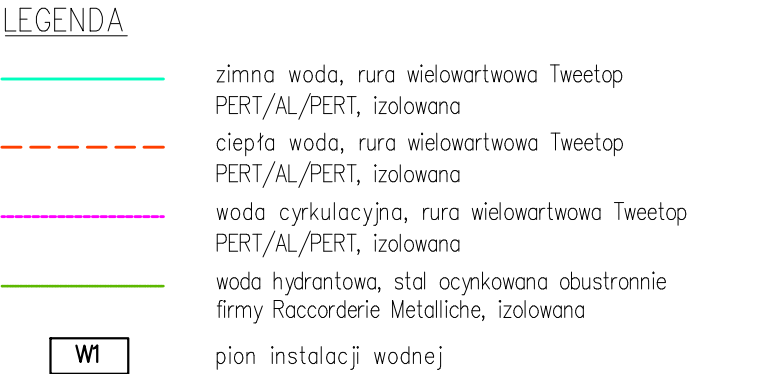 LEGENDA
zimna woda, rura wielowartwowa Tweetop
PERT/AL/PERT, izolowana
ciepła woda, rura wielowartwowa Tweetop
PERT/AL/PERT, izolowana
woda cyrkulacyjna, rura wielowartwowa Tweetop
PERT/AL/PERT, izolowana
woda hydrantowa, stal ocynkowana obustronnie
firmy Raccorderie Metalliche, izolowana
W1 pion instalacji wodnej